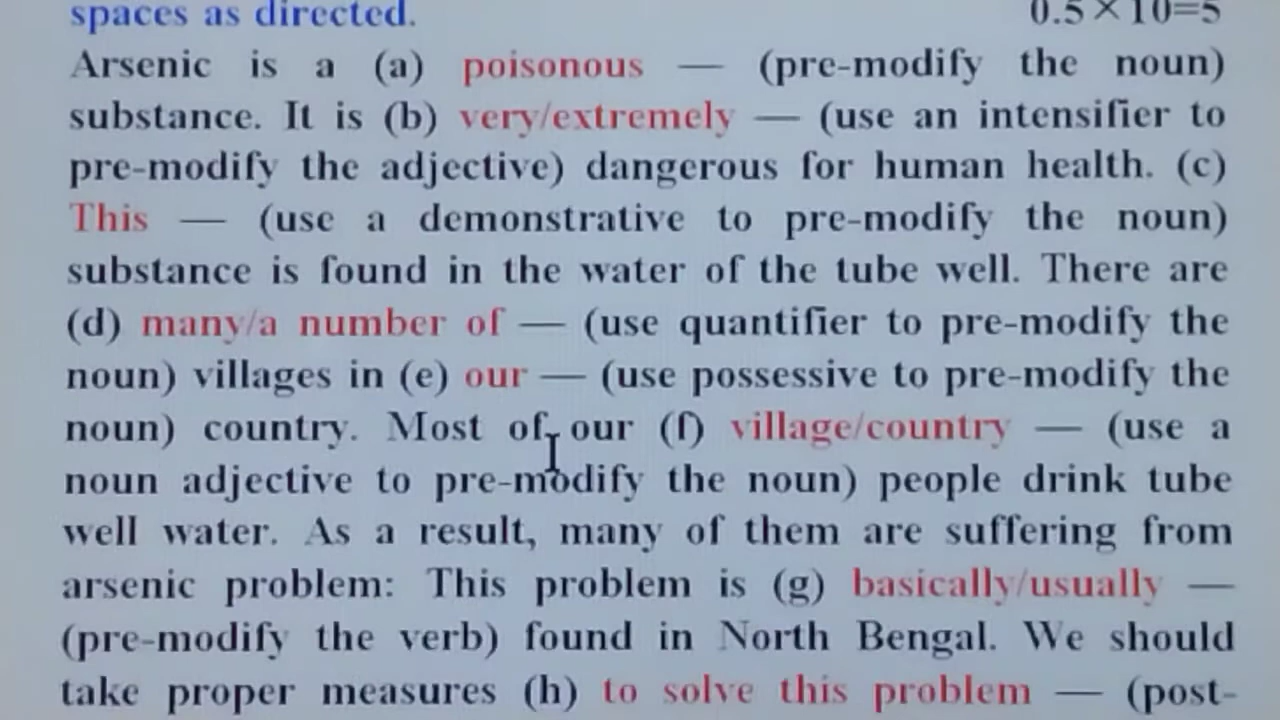 spaces as directed. 0.5×10=5
Arsenic is a (a) poisonous — (pre-modify the noun)
substance. It is (b) very/extremely — (use an intensifier to
pre-modify the adjective) dangerous for human health. (c)
This — (use a demonstrative to pre-modify the noun)
substance is found in the water of the tube well. There are
(d) many/a number of — (use quantifier to pre-modify the
noun) villages in (e) our — (use possessive to pre-modify the
noun) country. Most of our (f) village/country — (use a
noun adjective to pre-modify the noun) people drink tube
well water. As a result, many of them are suffering from
arsenic problem: This problem is (g) basically/usually —
(pre-modify the verb) found in North Bengal. We should
take proper measures (h) to solve this problem — (post-